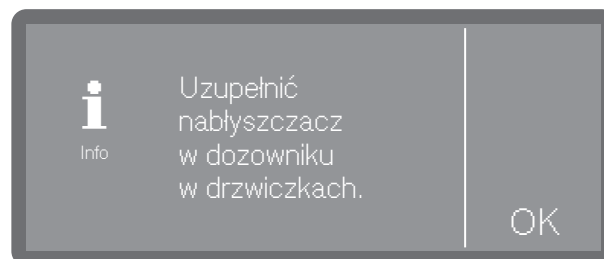 Uzupełnić
nabłyszczacz
w dozowniku
w drzwiczkach.
Info
OK